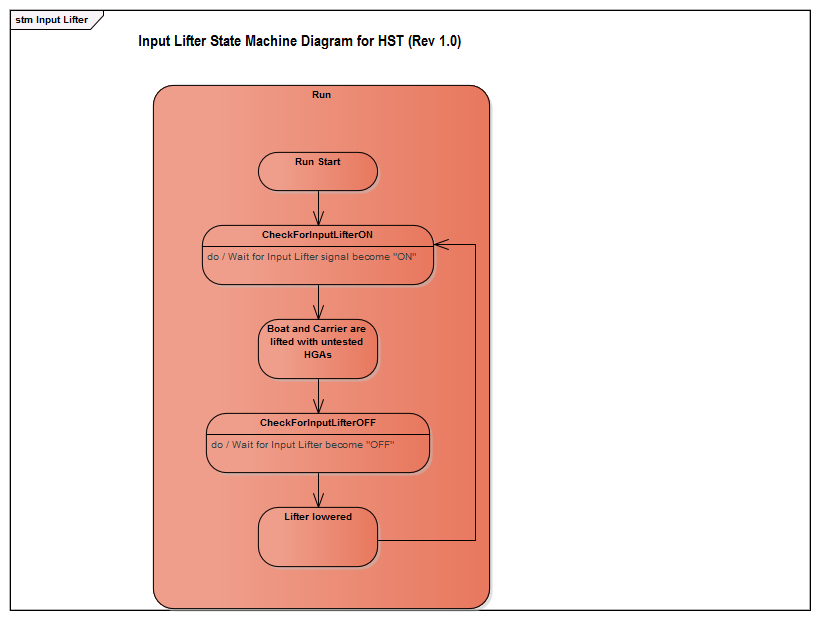 stm Input Lifter
Input Lifter State Machine Diagram for HST (Rev 1.0)
Run
Run Start
CheckForInputLifterON
do / Wait for Input Lifter signal become "ON"
Boat and Carrier are
lifted with untested
HGAs
CheckForInputLifterOFF
do / Wait for Input Lifter become "OFF"
Lifter lowered